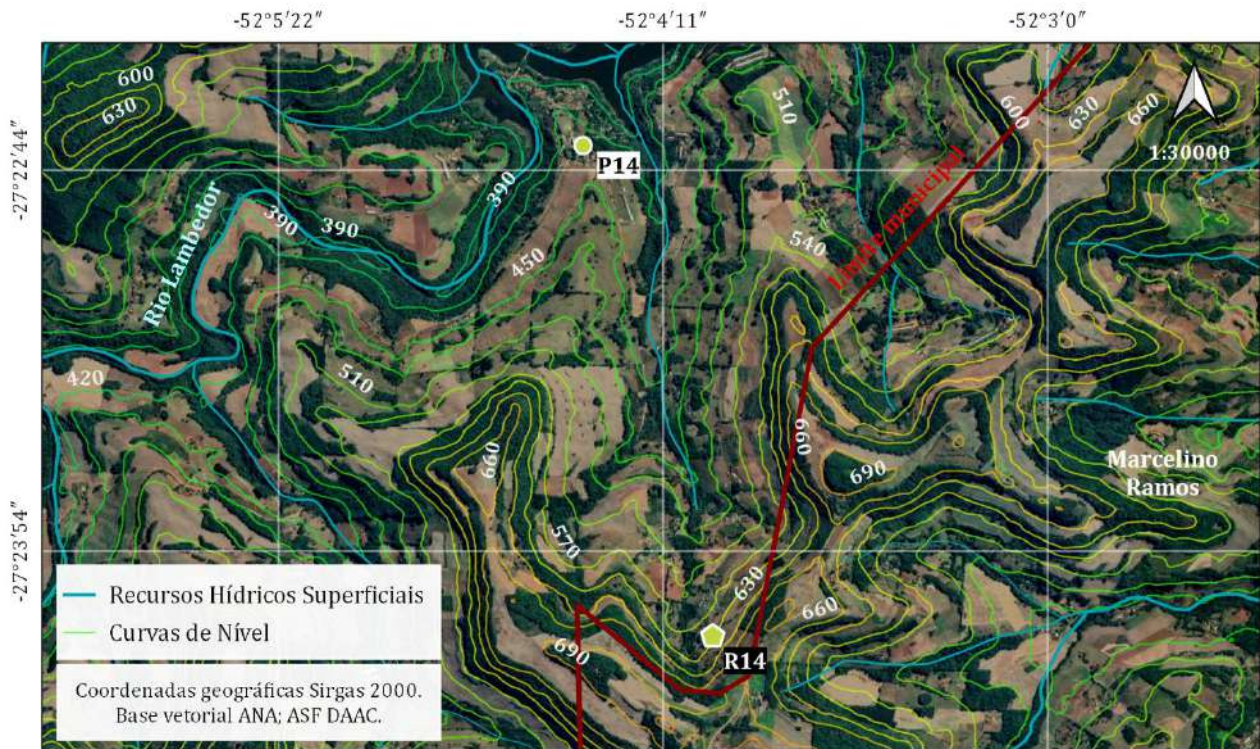 -52°5′22″
-52°4′11″
-52°3′0″
-27°22′44″
-27°23′54″
600
630
510
600
630
660
1:30000
P14
390
390
390
Rio Lambedor
450
540
Limite municipal
420
510
660
660
690
Marcelino
Ramos
570
630
660
690
R14
Recursos Hídricos Superficiais
Curvas de Nível
Coordenadas geográficas Sirgas 2000.
Base vetorial ANA; ASF DAAC.